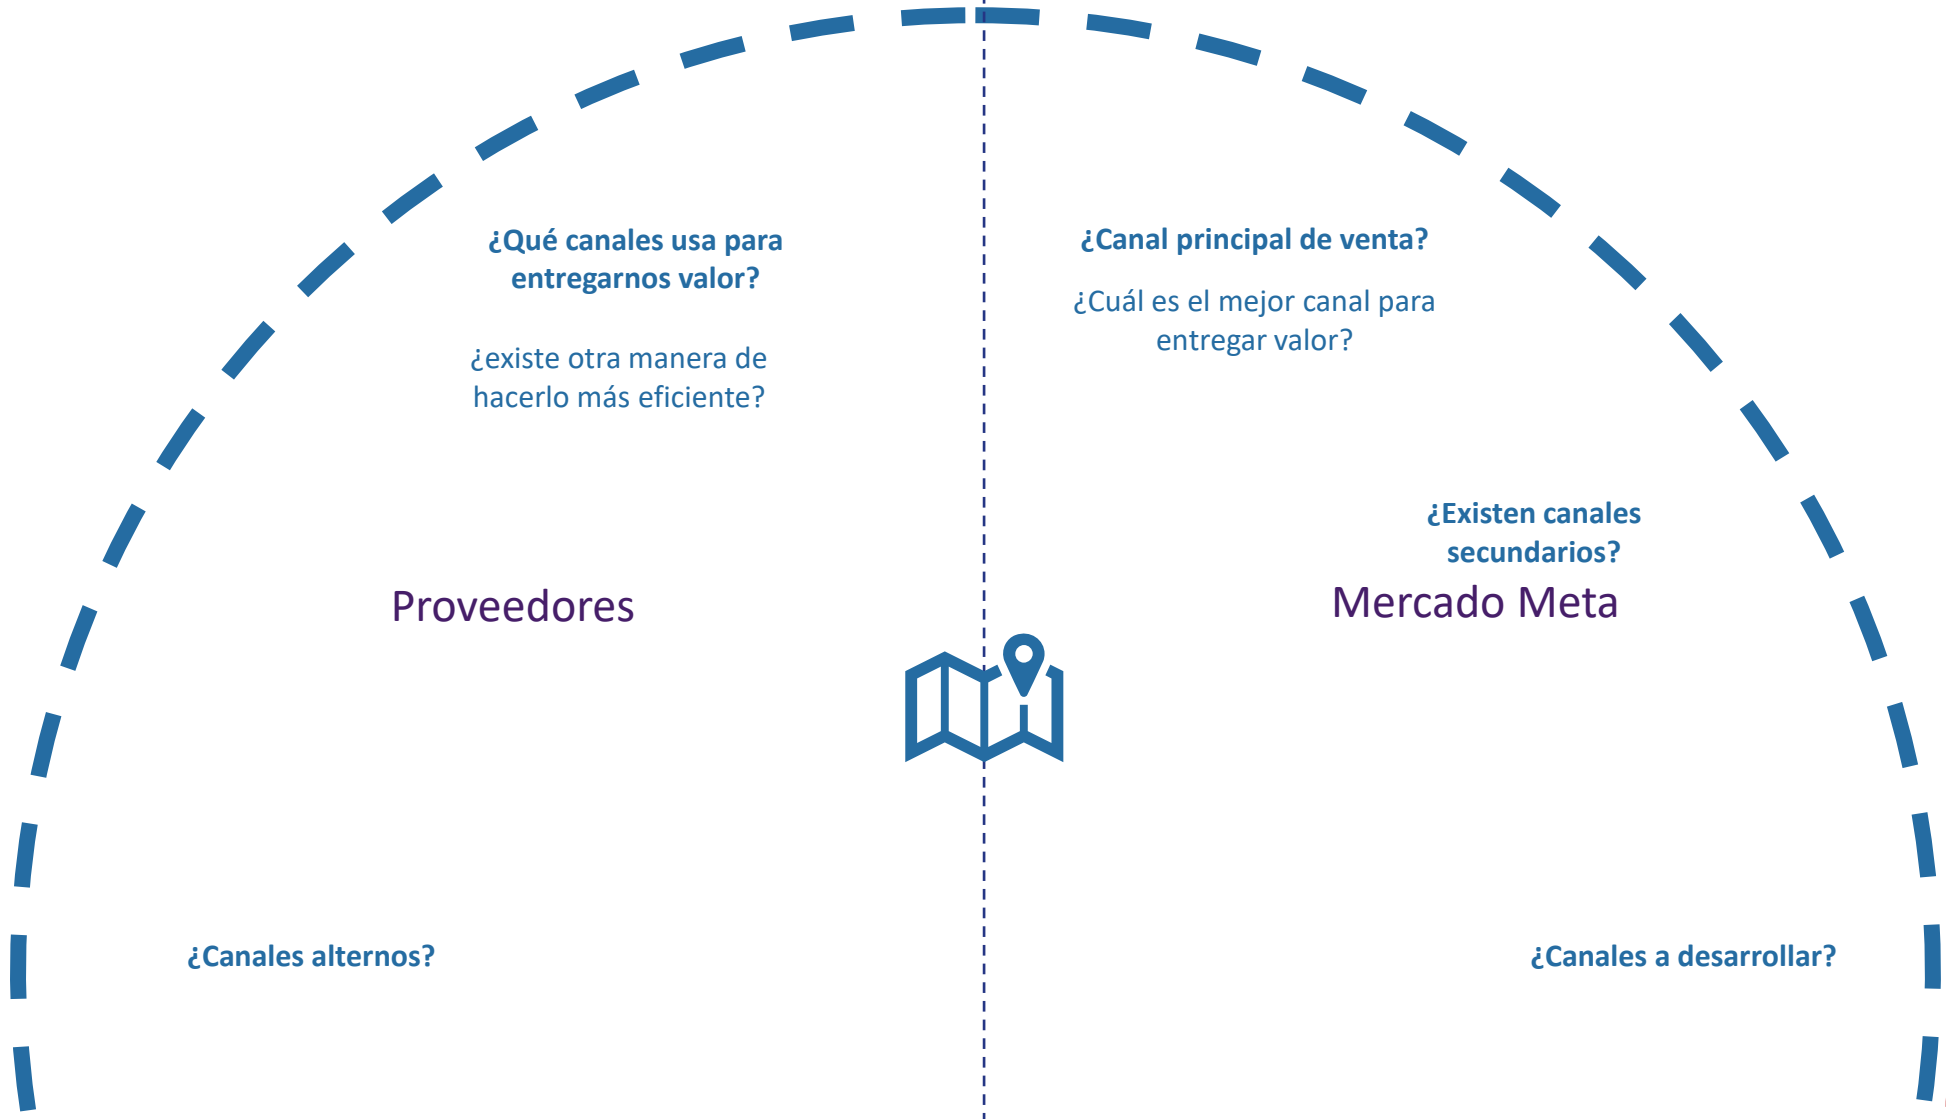 ¿Qué canales usa para
entregarnos valor?
¿existe otra manera de
hacerlo más eficiente?
Proveedores
¿Canales alternos?
¿Canal principal de venta?
¿Cuál es el mejor canal para
entregar valor?
¿Existen canales
secundarios?
Mercado Meta
¿Canales a desarrollar?